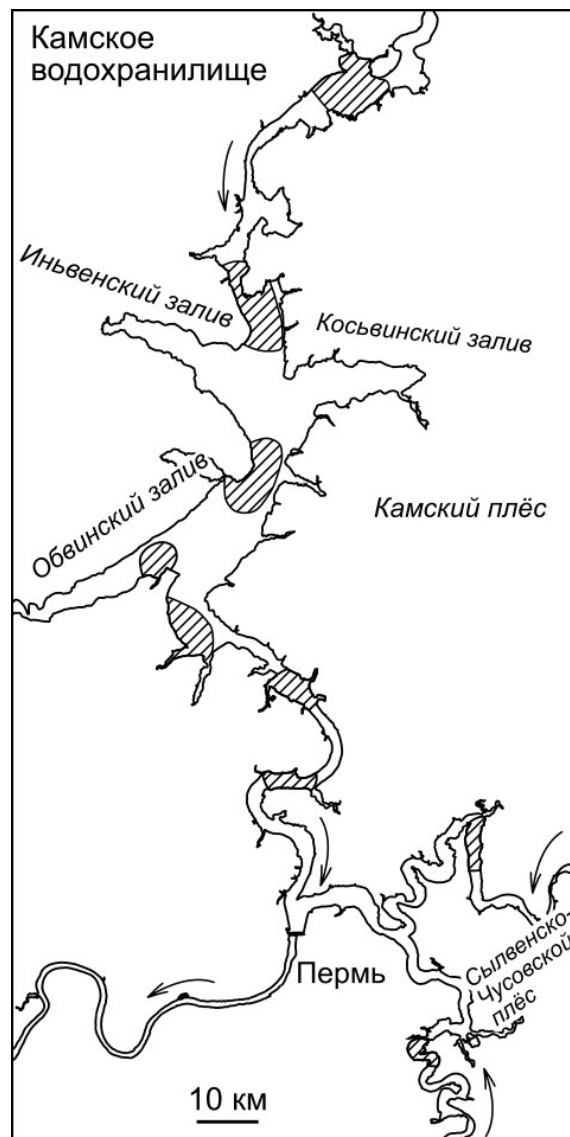 Камское
водохранилище
Иньвенский залив
Косьвинский залив
Обвинский залив
Камский плёс
Сылвенско-
Чусовской
плёс
Пермь
10 км